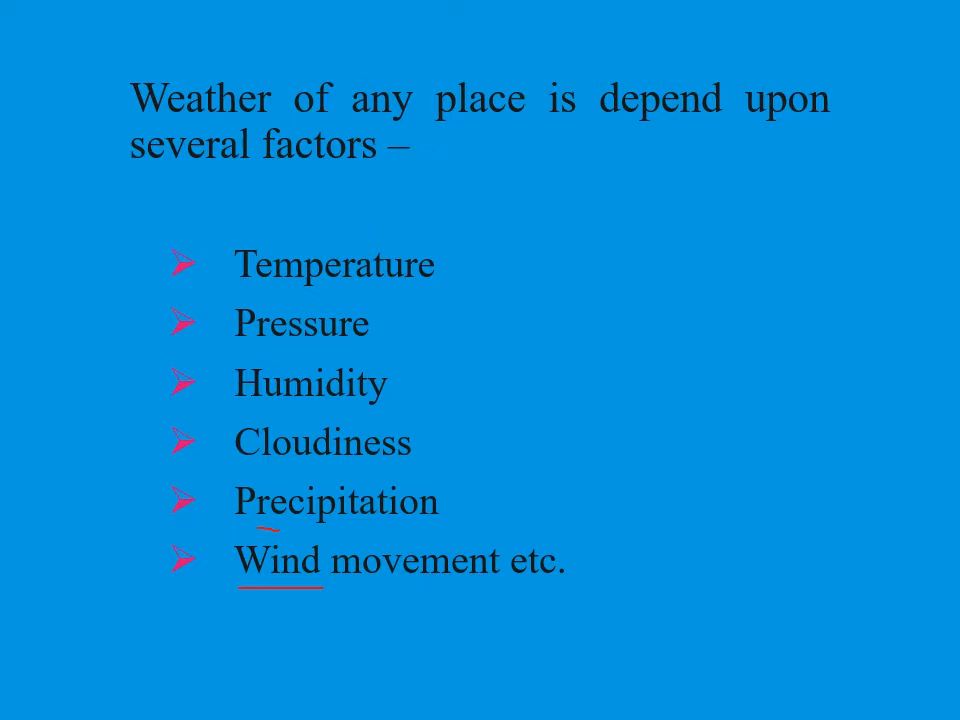 Weather of any place is depend upon
several factors –
Temperature
Pressure
Humidity
Cloudiness
Precipitation
Wind movement etc.